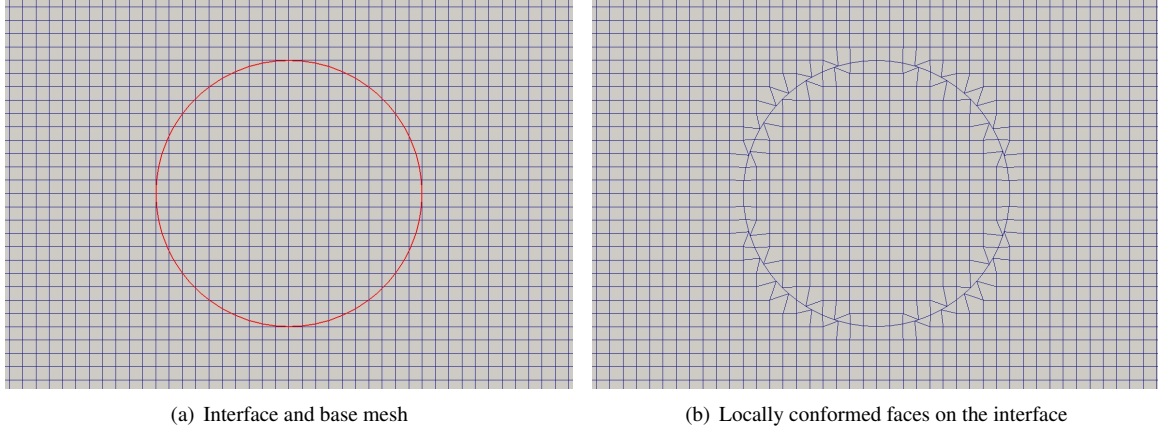 (a) Interface and base mesh
(b) Locally conformed faces on the interface